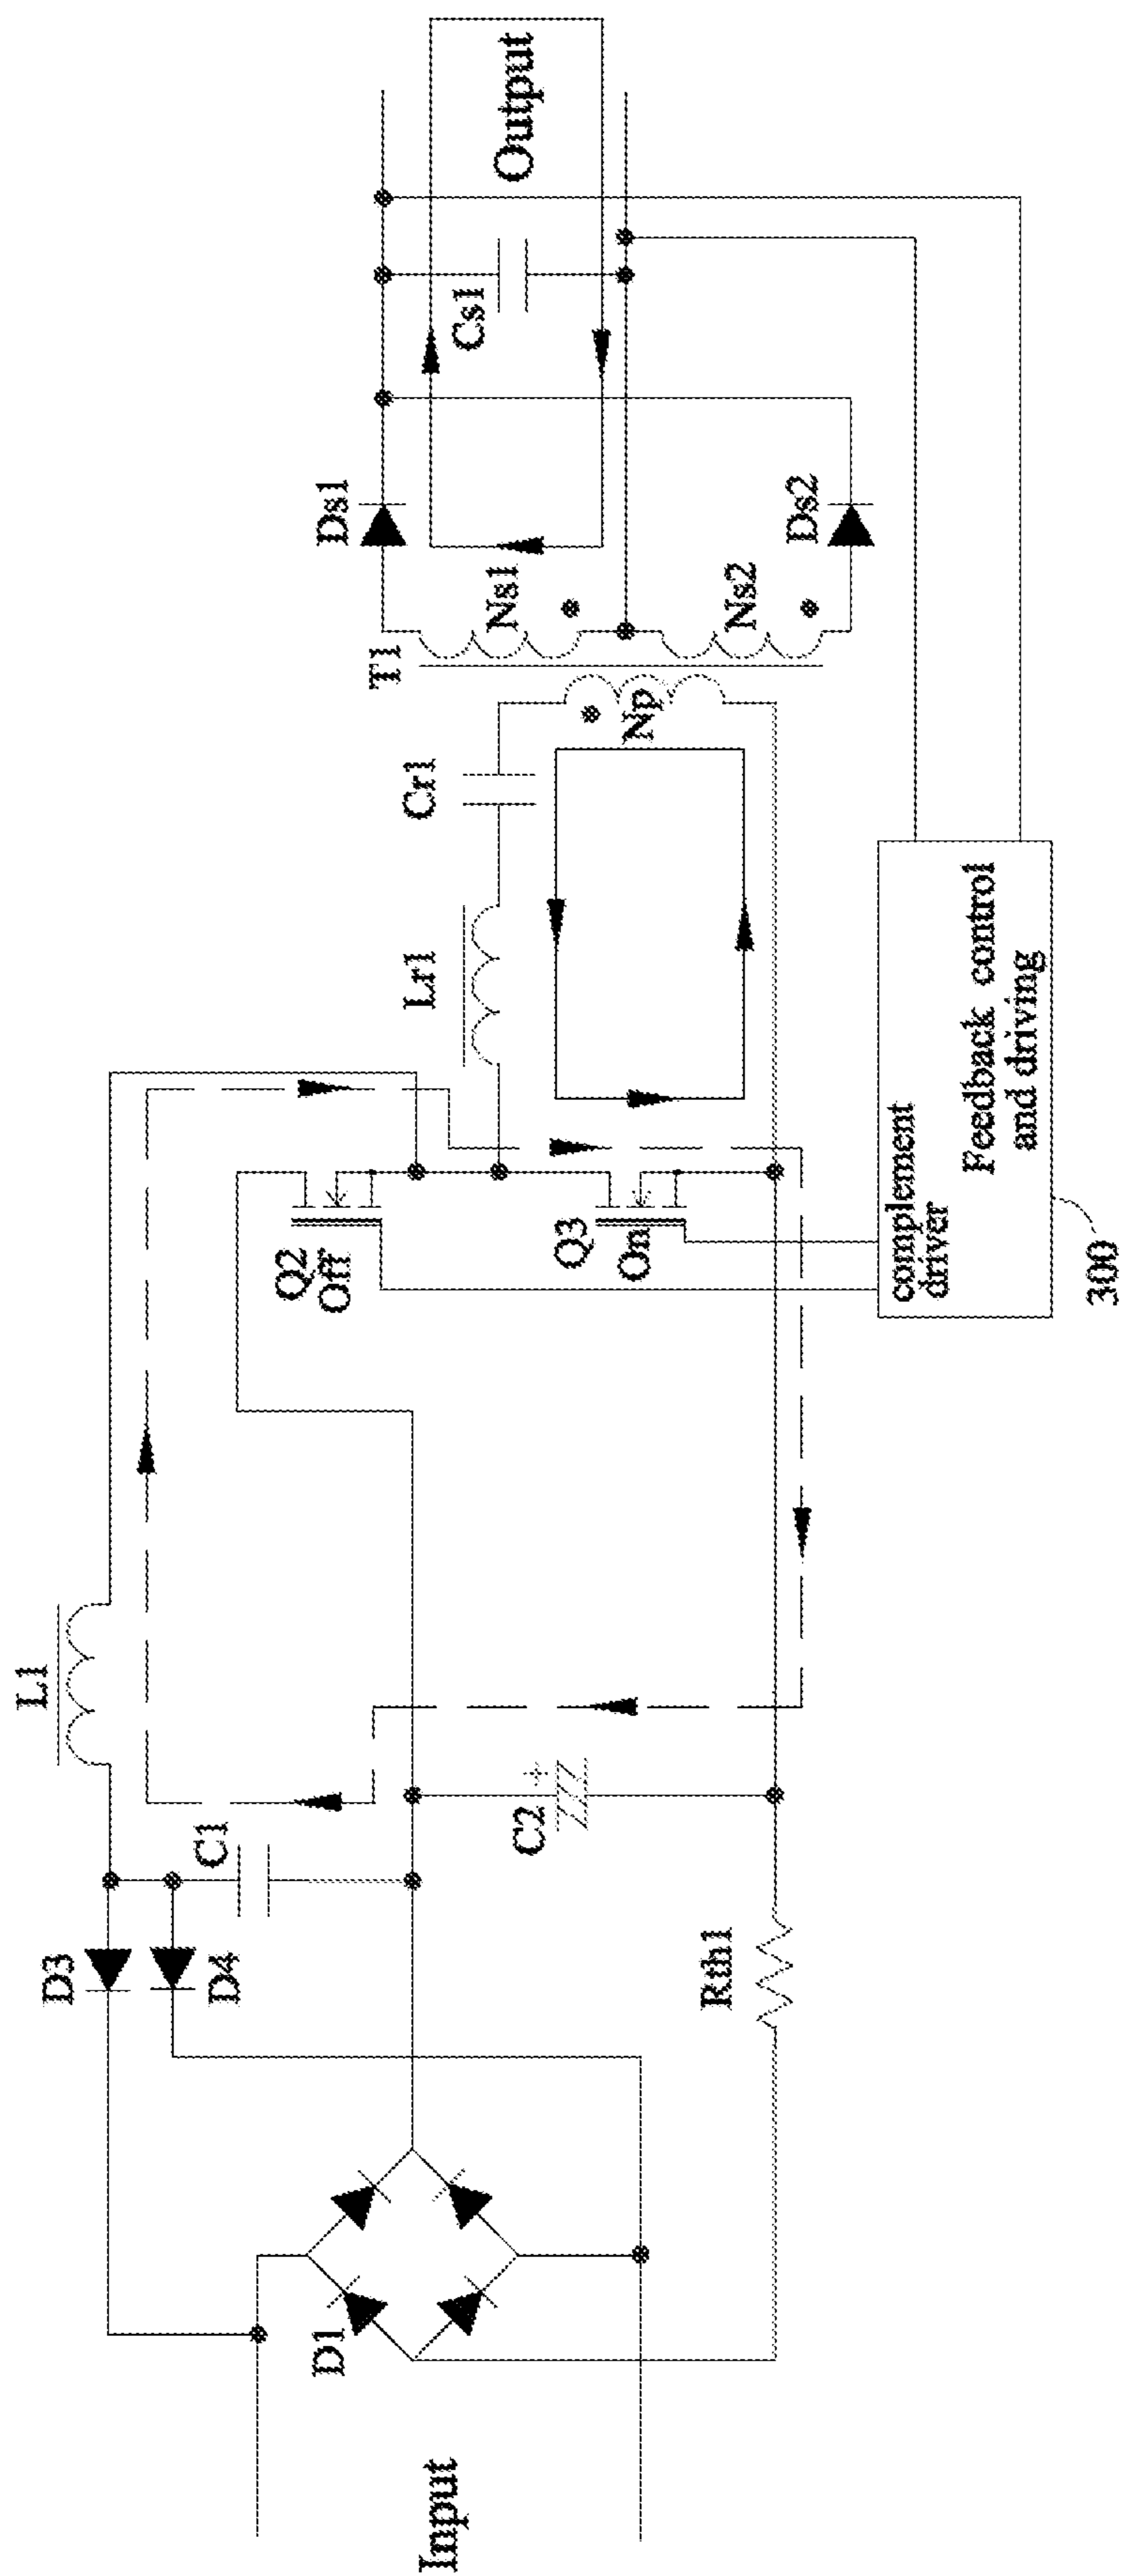 Input
D1
D3
D4
C1
L1
C2
Rth1
Q2
Off
Q3
On
Lr1
Cr1
Np
T1
Ns1
Ns2
Ds1
Ds2
Cs1
Output
complement
driver
Feedback control
and driving
300
+